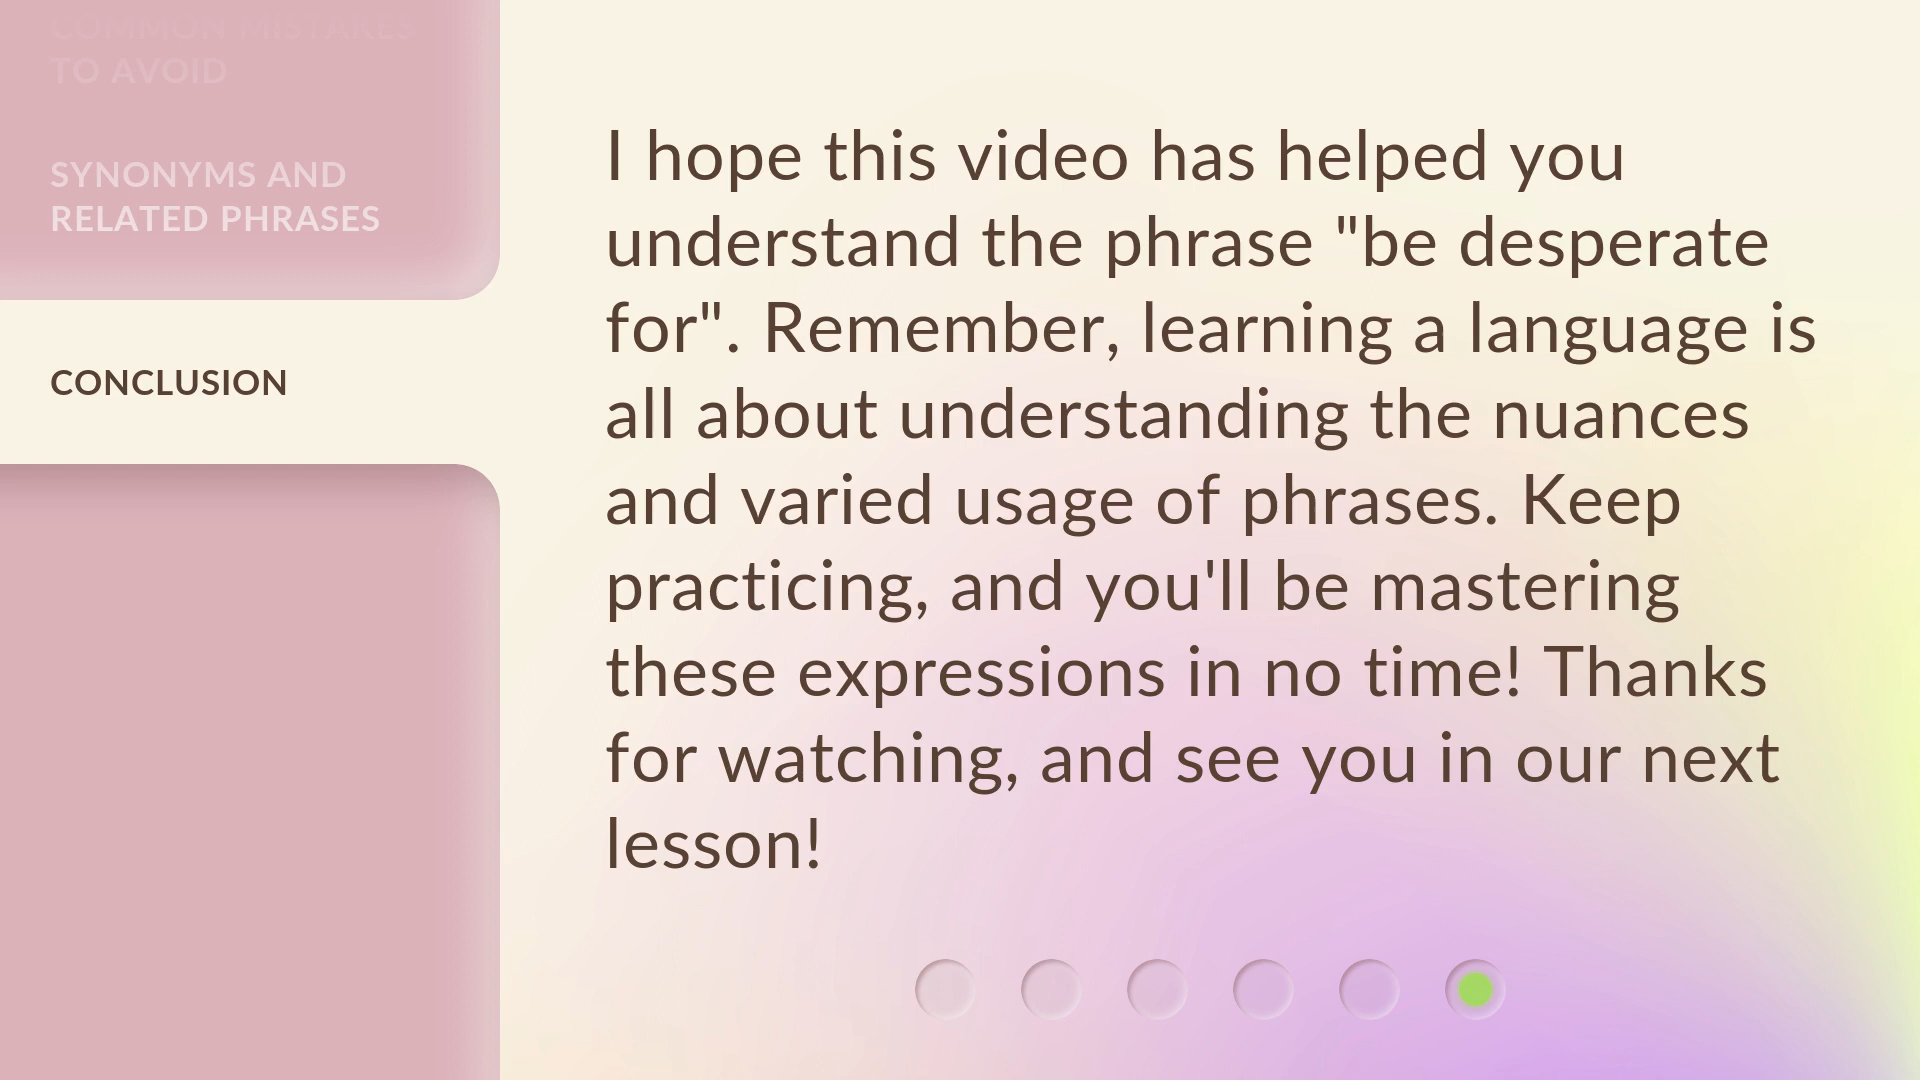 COMMON MISTAKES
TO AVOID
SYNONYMS AND
RELATED PHRASES
CONCLUSION
I hope this video has helped you
understand the phrase "be desperate
for". Remember, learning a language is
all about understanding the nuances
and varied usage of phrases. Keep
practicing, and you'll be mastering
these expressions in no time! Thanks
for watching, and see you in our next
lesson!